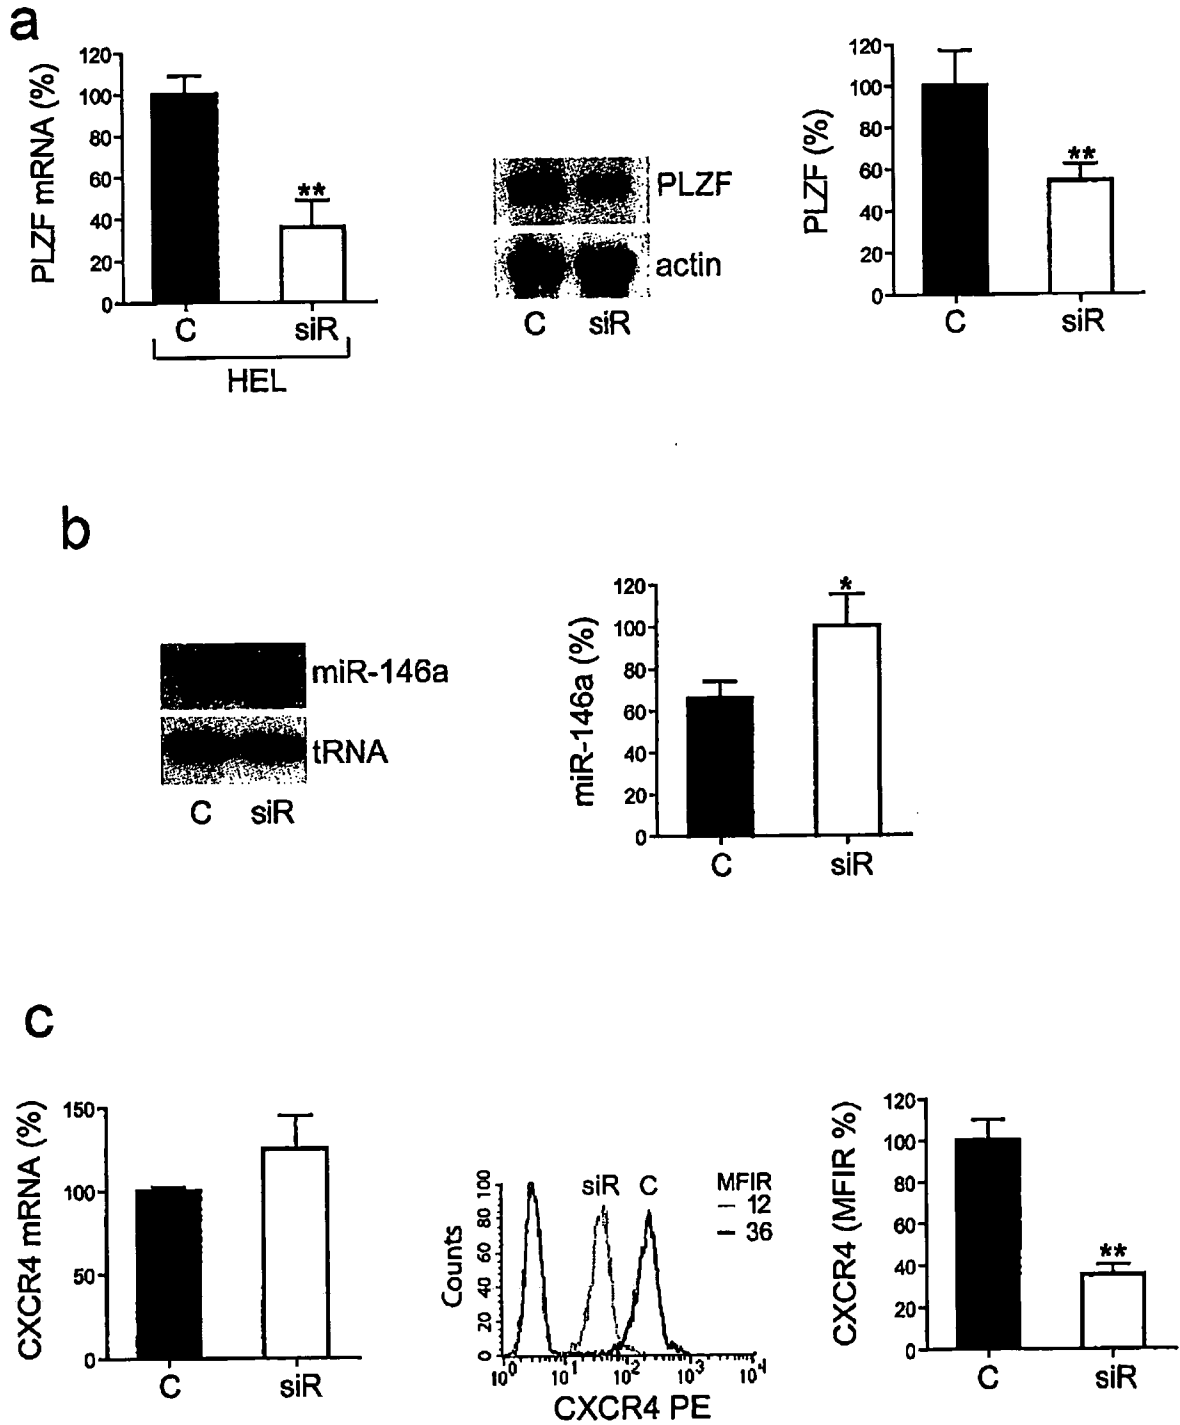 a
PLZF mRNA (%)
120
100
80
60
40
20
0
**
C siR
HEL
PLZF
actin
C siR
PLZF (%)
120
100
80
60
40
20
0
**
C siR
b
miR-146a
tRNA
C siR
miR-146a (%)
120
100
80
60
40
20
0
*
C siR
c
CXCR4 mRNA (%)
150
100
50
0
C siR
Counts
100
80
60
40
20
0
siR C
MFIR
12
36
10⁰ 10¹ 10² 10³ 10⁴
CXCR4 PE
CXCR4 (MFIR %)
120
100
80
60
40
20
0
**
C siR